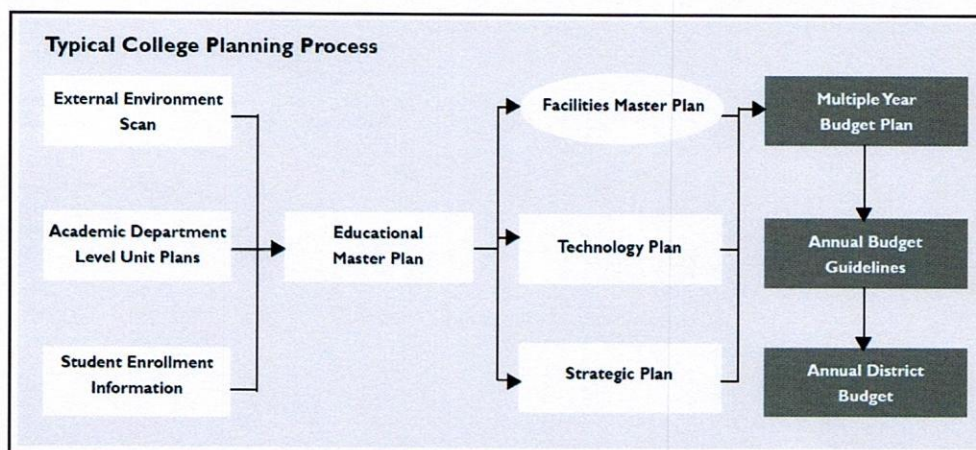 Typical College Planning Process
External Environment
Scan
Academic Department
Level Unit Plans
Student Enrollment
Information
Educational
Master Plan
Facilities Master Plan
Technology Plan
Strategic Plan
Multiple Year
Budget Plan
Annual Budget
Guidelines
Annual District
Budget